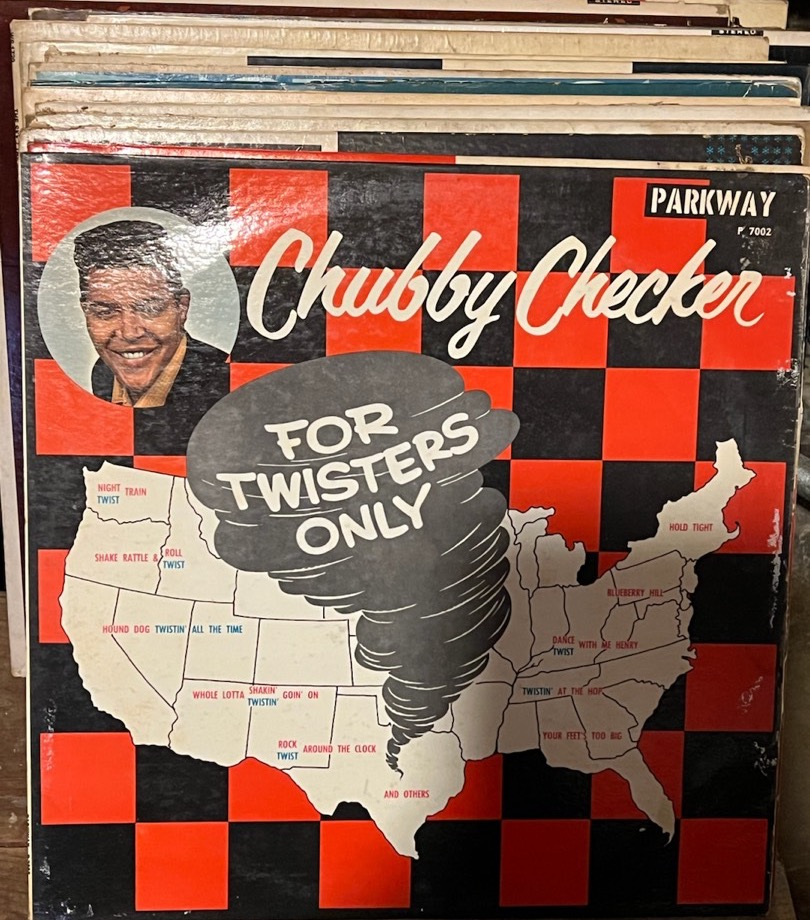 STEREO
STEREO
PARKWAY
P 7002
Chubby Checker
FOR
TWISTERS
ONLY
NIGHT TRAIN
TWIST
HOLD TIGHT
SHAKE RATTLE & ROLL
TWIST
BLUEBERRY HILL
HOUND DOG TWISTIN' ALL THE TIME
DANCE WITH ME HENRY
TWIST
WHOLE LOTTA SHAKIN' GOIN' ON
TWISTIN'
TWISTIN' AT THE HOP
YOUR FEET'S TOO BIG
ROCK AROUND THE CLOCK
TWIST
AND OTHERS